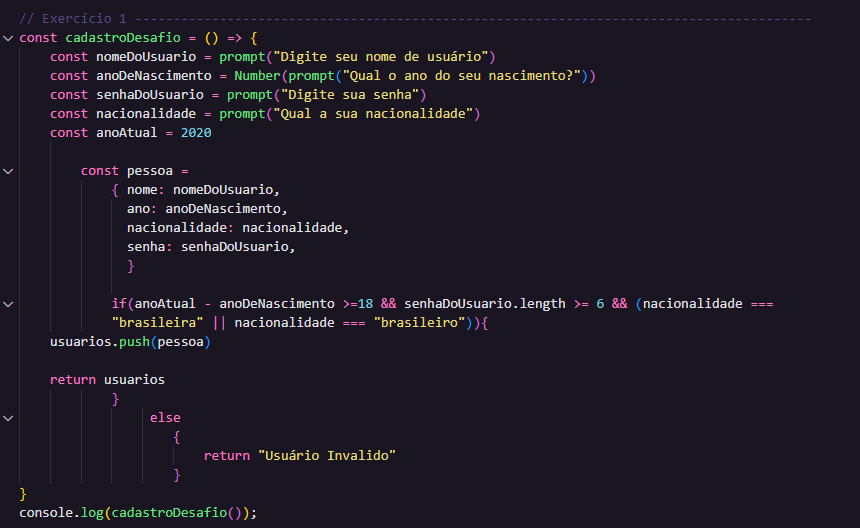 // Exercício 1 ----------------------------------------------------------------------------------------
const cadastroDesafio = () => {
const nomeDoUsuario = prompt("Digite seu nome de usuário")
const anoDeNascimento = Number(prompt("Qual o ano do seu nascimento?"))
const senhaDoUsuario = prompt("Digite sua senha")
const nacionalidade = prompt("Qual a sua nacionalidade")
const anoAtual = 2020
const pessoa =
{ nome: nomeDoUsuario,
ano: anoDeNascimento,
nacionalidade: nacionalidade,
senha: senhaDoUsuario,
}
if(anoAtual - anoDeNascimento >=18 && senhaDoUsuario.length >= 6 && (nacionalidade ===
"brasileira" || nacionalidade === "brasileiro")){
usuarios.push(pessoa)
return usuarios
}
else
{
return "Usuário Invalido"
}
}
console.log(cadastroDesafio());